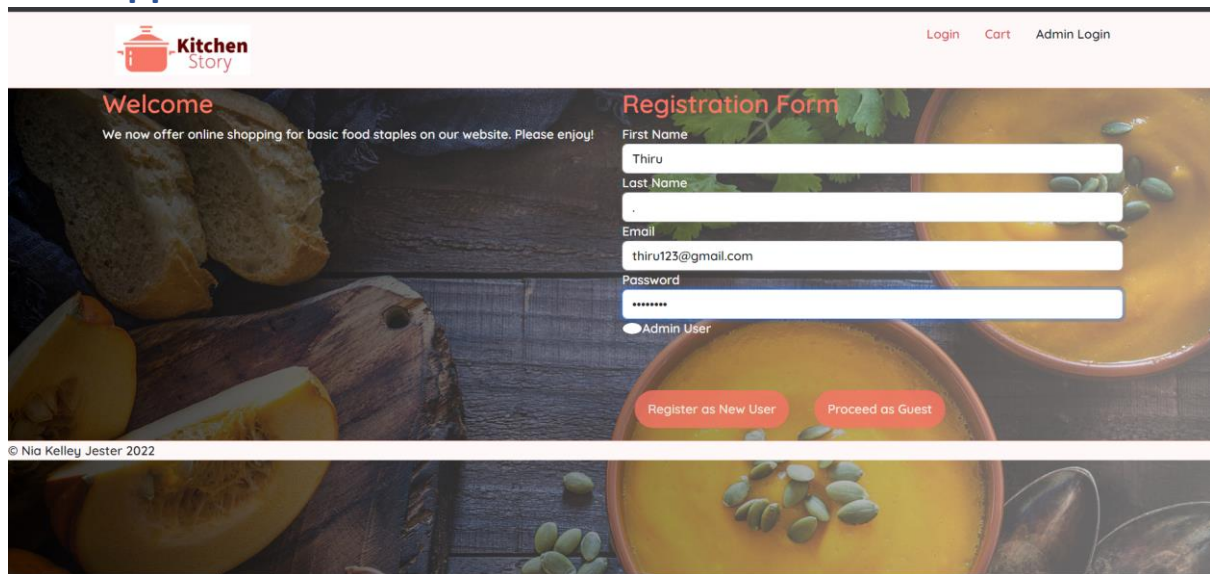 Kitchen
Story
Login Cart Admin Login
Welcome
We now offer online shopping for basic food staples on our website. Please enjoy!
Registration Form
First Name
Thiru
Last Name
.
Email
thiru123@gmail.com
Password
••••••••
Admin User
Register as New User Proceed as Guest
© Nia Kelley Jester 2022